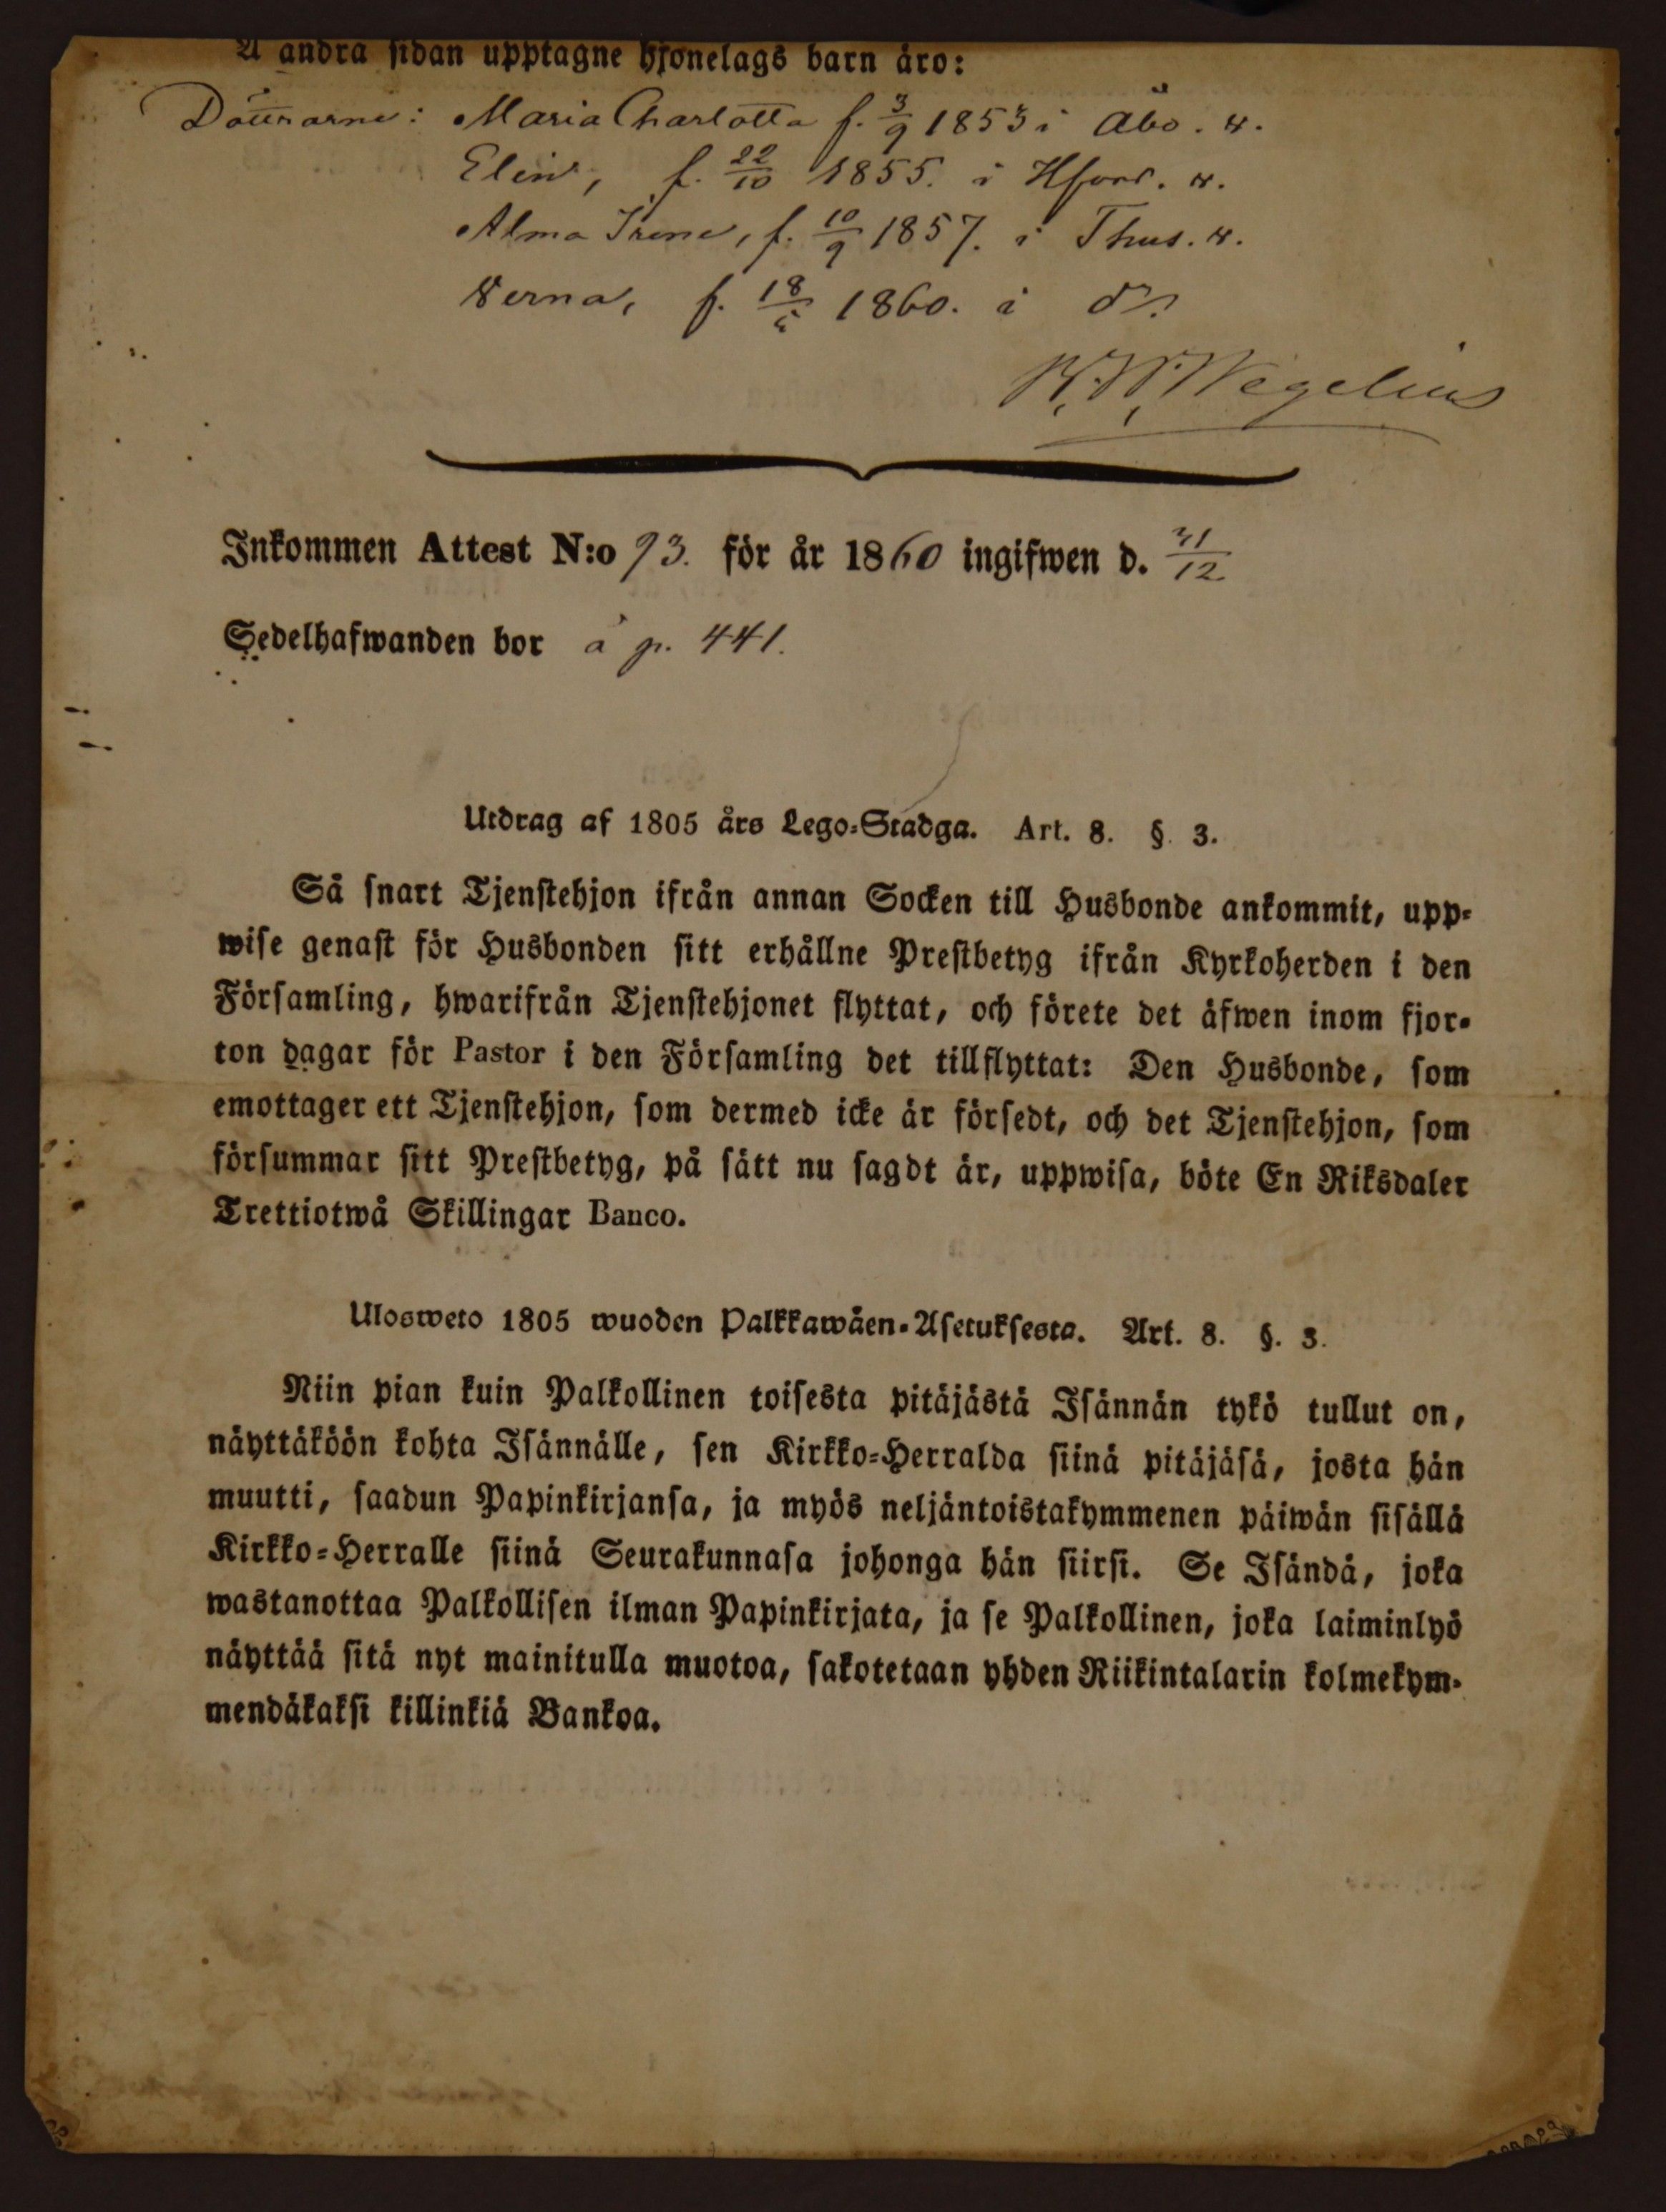 Å andra sidan upptagne hjonelags barn äro:
Döttrarne: Maria Charlotta f. 3/9 1853 i Åbo. v.
Elin, f. 22/10 1855. i Hfors. v.
Alma Irene, f. 10/9 1857. i Thus. v.
Verna, f. 18/5 1860. i do.
Wegelius
Inkommen Attest N:o 93. för år 1860 ingifwen d. 31/12
Sedelhafwanden bor å p. 441.
Utdrag af 1805 års Lego-Stadga. Art. 8. §. 3.
Så snart Tjenstehjon ifrån annan Socken till Husbonde ankommit, upp-
wise genast för Husbonden sitt erhållne Prestbetyg ifrån Kyrkoherden i den
Församling, hwarifrån Tjenstehjonet flyttat, och förete det äfwen inom fjor-
ton dagar för Pastor i den Församling det tillflyttat: Den Husbonde, som
emottager ett Tjenstehjon, som dermed icke är försedt, och det Tjenstehjon, som
försummar sitt Prestbetyg, på sätt nu sagdt är, uppwisa, böte En Riksdaler
Trettiotwå Skillingar Banco.
Ulosweto 1805 wuoden Palkkawäen-Asetuksesta. Art. 8. §. 3.
Niin pian kuin Palkollinen toisesta pitäjästä Isännän tykö tullut on,
näyttäköön kohta Isännälle, sen Kirkko-Herralda siinä pitäjäsä, josta hän
muutti, saadun Papinkirjansa, ja myös neljäntoistakymmenen päiwän sisällä
Kirkko-Herralle siinä Seurakunnasa johonga hän siirsi. Se Isändä, joka
wastanottaa Palkollisen ilman Papinkirjata, ja se Palkollinen, joka laiminlyö
näyttää sitä nyt mainitulla muotoa, sakotetaan yhden Riikintalarin kolmekym-
mendäkaksi killinkiä Bankoa.